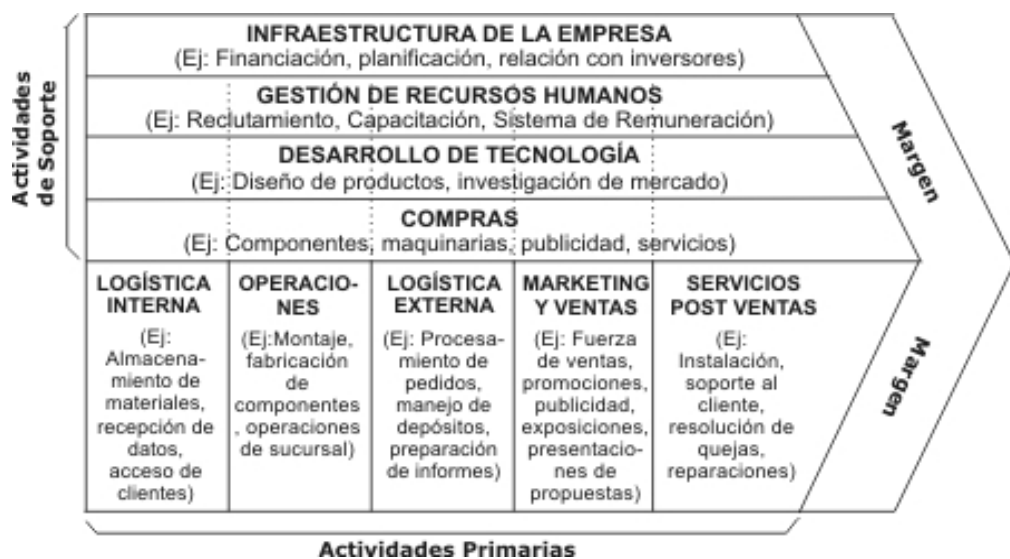 Actividades
de Soporte
INFRAESTRUCTURA DE LA EMPRESA
(Ej: Financiación, planificación, relación con inversores)
GESTIÓN DE RECURSOS HUMANOS
(Ej: Reclutamiento, Capacitación, Sistema de Remuneración)
DESARROLLO DE TECNOLOGÍA
(Ej: Diseño de productos, investigación de mercado)
COMPRAS
(Ej: Componentes, maquinarias, publicidad, servicios)
Margen
LOGÍSTICA
INTERNA
(Ej:
Almacena-
miento de
materiales,
recepción de
datos,
acceso de
clientes)
OPERACIO-
NES
(Ej:Montaje,
fabricación
de
componentes
, operaciones
de sucursal)
LOGÍSTICA
EXTERNA
(Ej: Procesa-
miento de
pedidos,
manejo de
depósitos,
preparación
de informes)
MARKETING
Y VENTAS
(Ej: Fuerza
de ventas,
promociones,
publicidad,
exposiciones,
presentacio-
nes de
propuestas)
SERVICIOS
POST VENTAS
(Ej:
Instalación,
soporte al
cliente,
resolución de
quejas,
reparaciones)
Margen
Actividades Primarias